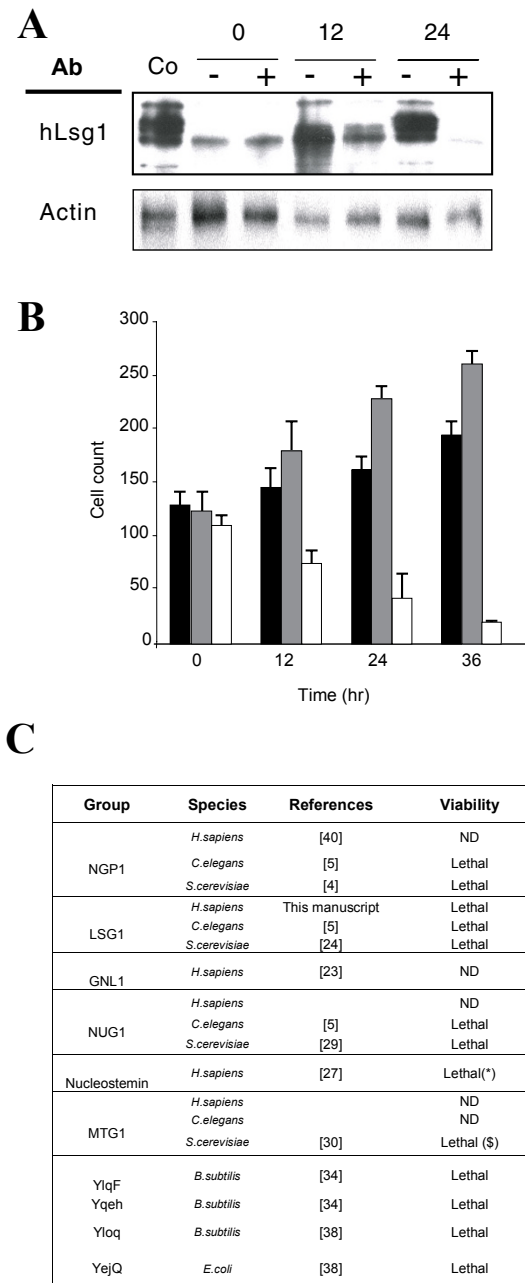 A
0 12 24
Ab Co - + - + - +
hLsg1
Actin
B
300
250
200
150
100
50
0
Cell count
0 12 24 36
Time (hr)
C
Group Species References Viability
H.sapiens [40] ND
NGP1 C.elegans [5] Lethal
S.cerevisiae [4] Lethal
H.sapiens This manuscript Lethal
LSG1 C.elegans [5] Lethal
S.cerevisiae [24] Lethal
GNL1 H.sapiens [23] ND
H.sapiens ND
NUG1 C.elegans [5] Lethal
S.cerevisiae [29] Lethal
Nucleostemin H.sapiens [27] Lethal(*)
H.sapiens ND
MTG1 C.elegans ND
S.cerevisiae [30] Lethal ($)
YlqF B.subtilis [34] Lethal
Yqeh B.subtilis [34] Lethal
Yloq B.subtilis [38] Lethal
YejQ E.coli [38] Lethal